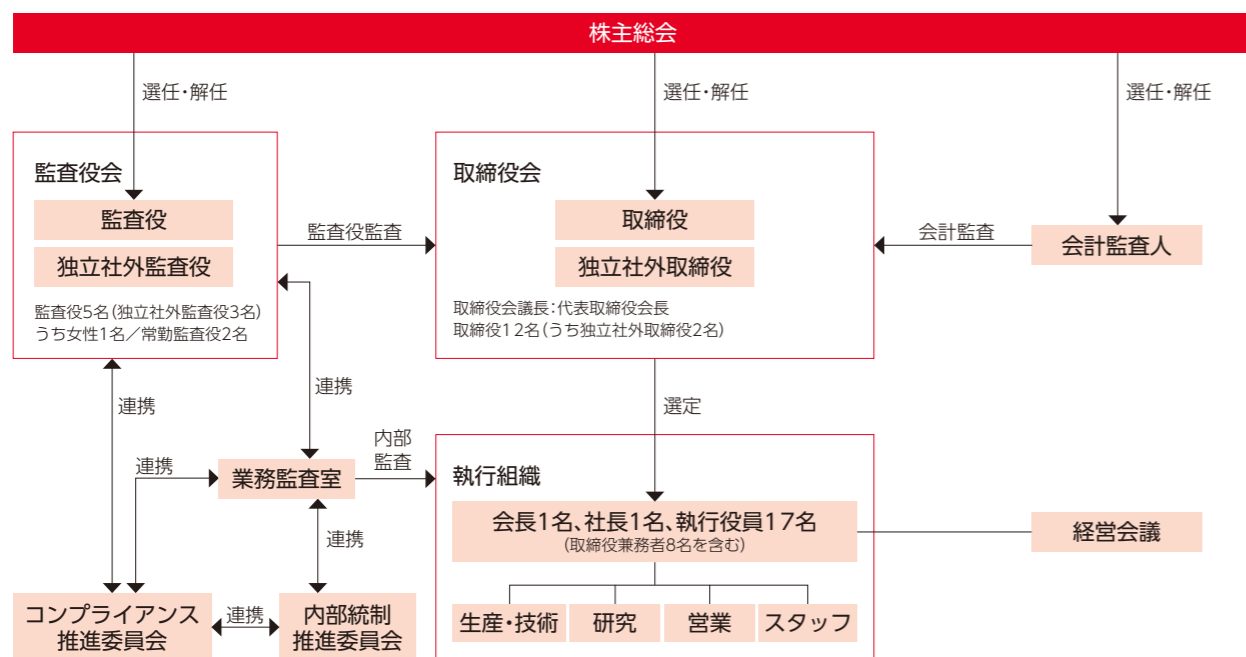 株主総会
選任・解任
選任・解任
選任・解任
監査役会
監査役
独立社外監査役
監査役5名(独立社外監査役3名)
うち女性1名／常勤監査役2名
監査役監査
取締役会
取締役
独立社外取締役
取締役会議長:代表取締役会長
取締役12名(うち独立社外取締役2名)
会計監査
会計監査人
連携
連携
選定
連携
業務監査室
内部
監査
連携
コンプライアンス
推進委員会
連携
内部統制
推進委員会
執行組織
会長1名、社長1名、執行役員17名
(取締役兼務者8名を含む)
経営会議
生産・技術
研究
営業
スタッフ